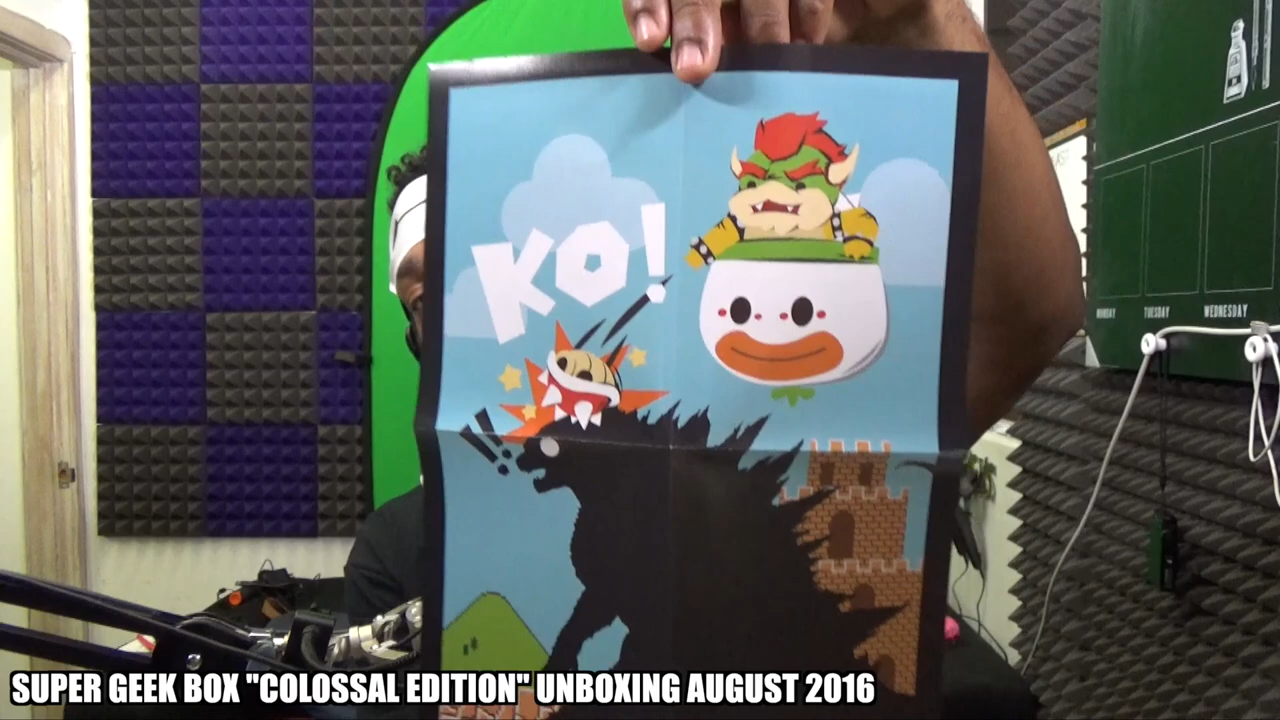 KO!
!!
MONDAY TUESDAY WEDNESDAY
SUPER GEEK BOX "COLOSSAL EDITION" UNBOXING AUGUST 2016